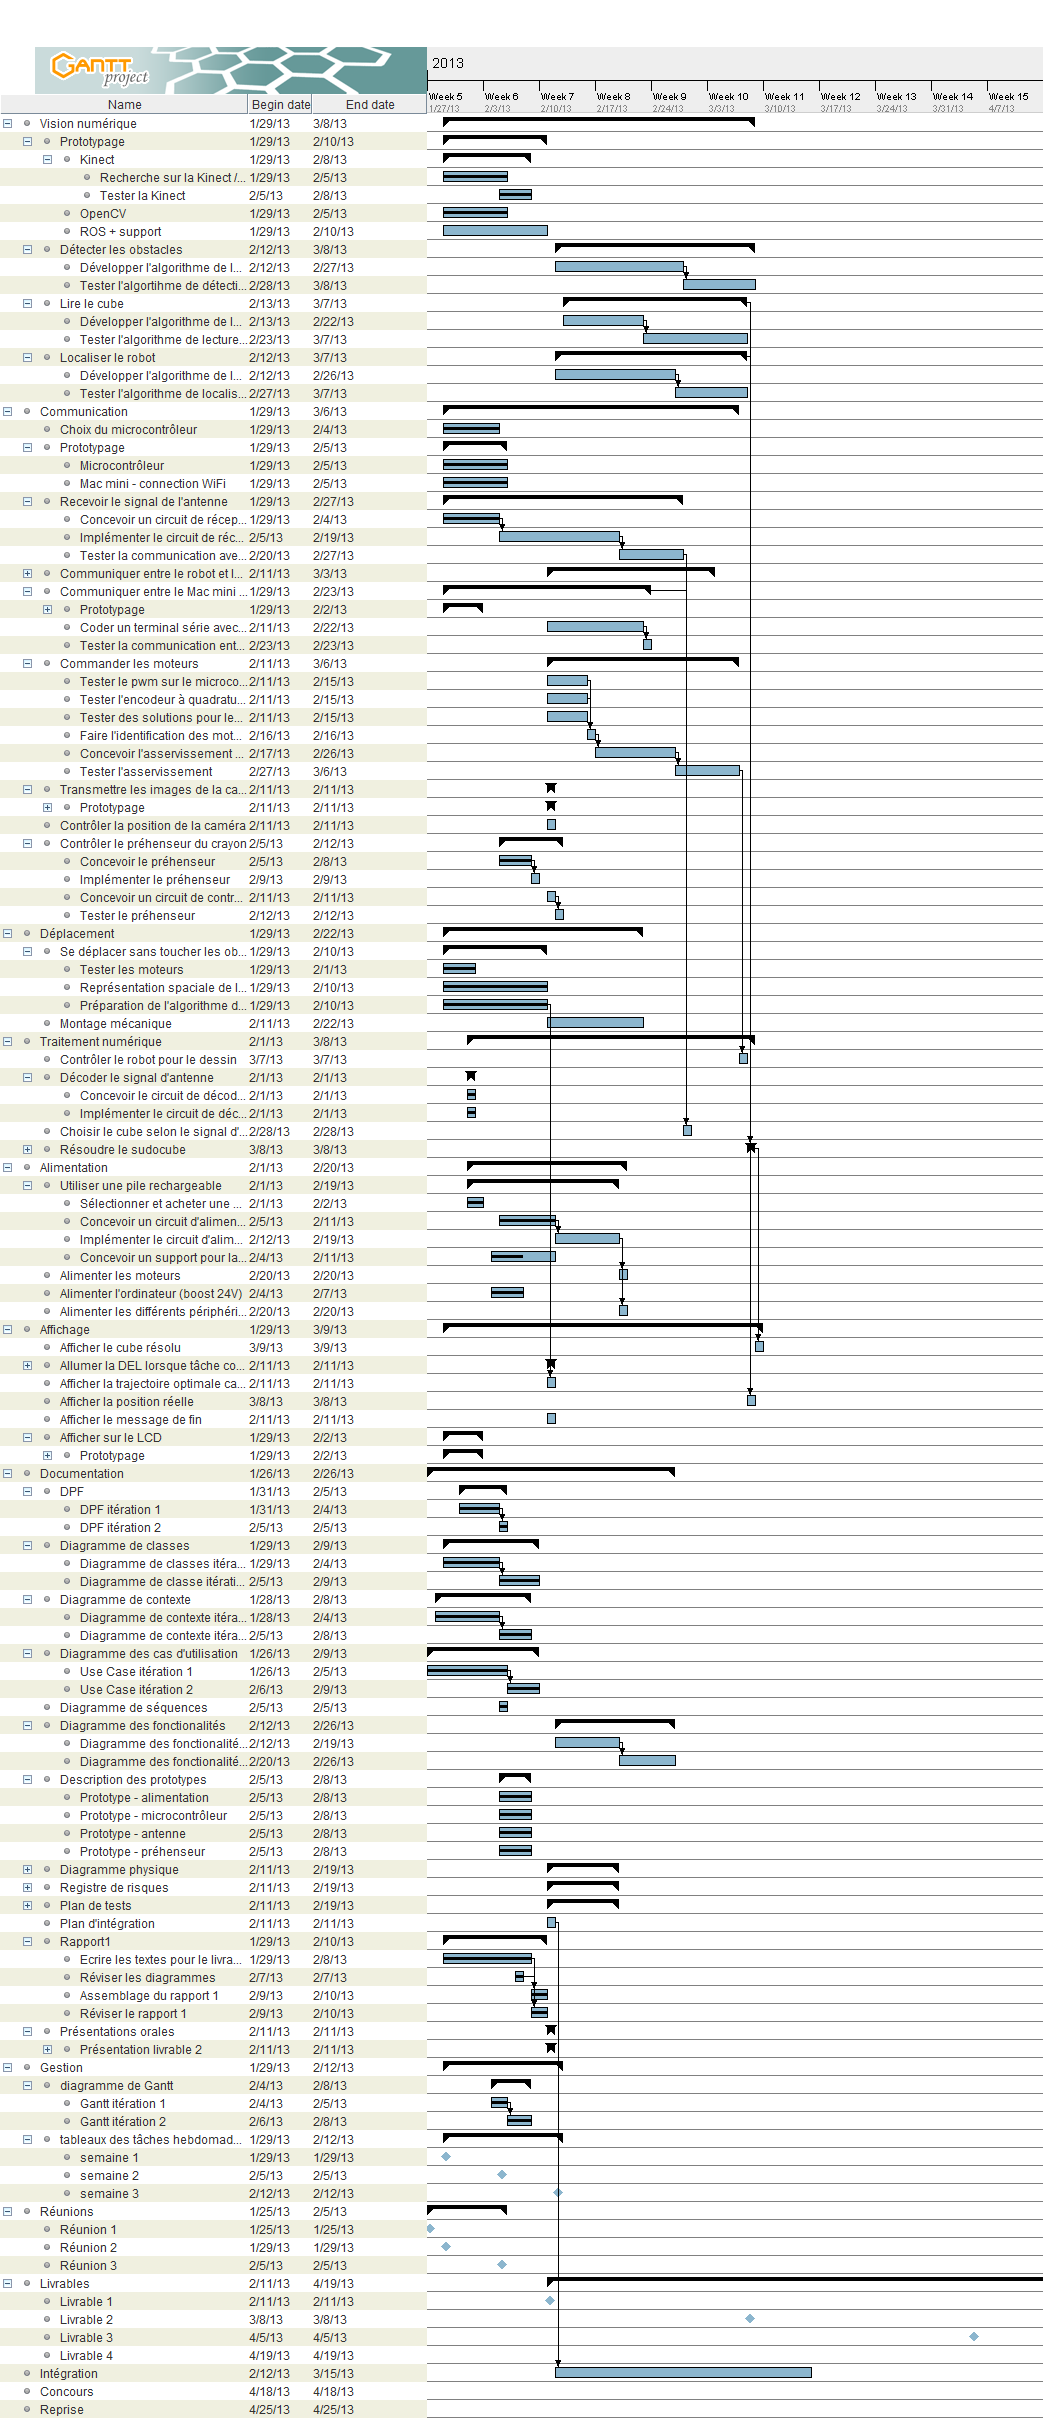 GANTT
project
2013
Week 5 Week 6 Week 7 Week 8 Week 9 Week 10 Week 11 Week 12 Week 13 Week 14 Week 15
1/27/13 2/3/13 2/10/13 2/17/13 2/24/13 3/3/13 3/10/13 3/17/13 3/24/13 3/31/13 4/7/13
Name Begin date End date
Vision numérique 1/29/13 3/8/13
Prototypage 1/29/13 2/10/13
Kinect 1/29/13 2/8/13
Recherche sur la Kinect /... 1/29/13 2/5/13
Tester la Kinect 2/5/13 2/8/13
OpenCV 1/29/13 2/5/13
ROS + support 1/29/13 2/10/13
Détecter les obstacles 2/12/13 3/8/13
Développer l'algorithme de l... 2/12/13 2/27/13
Tester l'algortihme de détecti... 2/28/13 3/8/13
Lire le cube 2/13/13 3/7/13
Développer l'algorithme de l... 2/13/13 2/22/13
Tester l'algorithme de lecture... 2/23/13 3/7/13
Localiser le robot 2/12/13 3/7/13
Développer l'algorithme de l... 2/12/13 2/26/13
Tester l'algorithme de localis... 2/27/13 3/7/13
Communication 1/29/13 3/6/13
Choix du microcontrôleur 1/29/13 2/4/13
Prototypage 1/29/13 2/5/13
Microcontrôleur 1/29/13 2/5/13
Mac mini - connection WiFi 1/29/13 2/5/13
Recevoir le signal de l'antenne 1/29/13 2/27/13
Concevoir un circuit de récep... 1/29/13 2/4/13
Implémenter le circuit de réc... 2/5/13 2/19/13
Tester la communication ave... 2/20/13 2/27/13
Communiquer entre le robot et l... 2/11/13 3/3/13
Communiquer entre le Mac mini ... 1/29/13 2/23/13
Prototypage 1/29/13 2/2/13
Coder un terminal série avec... 2/11/13 2/22/13
Tester la communication ent... 2/23/13 2/23/13
Commander les moteurs 2/11/13 3/6/13
Tester le pwm sur le microco... 2/11/13 2/15/13
Tester l'encodeur à quadratu... 2/11/13 2/15/13
Tester des solutions pour le... 2/11/13 2/15/13
Faire l'identification des mot... 2/16/13 2/16/13
Concevoir l'asservissement ... 2/17/13 2/26/13
Tester l'asservissement 2/27/13 3/6/13
Transmettre les images de la ca... 2/11/13 2/11/13
Prototypage 2/11/13 2/11/13
Contrôler la position de la caméra 2/11/13 2/11/13
Contrôler le préhenseur du crayon 2/5/13 2/12/13
Concevoir le préhenseur 2/5/13 2/8/13
Implémenter le préhenseur 2/9/13 2/9/13
Concevoir un circuit de contr... 2/11/13 2/11/13
Tester le préhenseur 2/12/13 2/12/13
Déplacement 1/29/13 2/22/13
Se déplacer sans toucher les ob... 1/29/13 2/10/13
Tester les moteurs 1/29/13 2/1/13
Représentation spaciale de l... 1/29/13 2/10/13
Préparation de l'algorithme d... 1/29/13 2/10/13
Montage mécanique 2/11/13 2/22/13
Traitement numérique 2/1/13 3/8/13
Contrôler le robot pour le dessin 3/7/13 3/7/13
Décoder le signal d'antenne 2/1/13 2/1/13
Concevoir le circuit de décod... 2/1/13 2/1/13
Implémenter le circuit de déc... 2/1/13 2/1/13
Choisir le cube selon le signal d'... 2/28/13 2/28/13
Résoudre le sudocube 3/8/13 3/8/13
Alimentation 2/1/13 2/20/13
Utiliser une pile rechargeable 2/1/13 2/19/13
Sélectionner et acheter une ... 2/1/13 2/2/13
Concevoir un circuit d'alimen... 2/5/13 2/11/13
Implémenter le circuit d'alim... 2/12/13 2/19/13
Concevoir un support pour la... 2/4/13 2/11/13
Alimenter les moteurs 2/20/13 2/20/13
Alimenter l'ordinateur (boost 24V) 2/4/13 2/7/13
Alimenter les différents périphéri... 2/20/13 2/20/13
Affichage 1/29/13 3/9/13
Afficher le cube résolu 3/9/13 3/9/13
Allumer la DEL lorsque tâche co... 2/11/13 2/11/13
Afficher la trajectoire optimale ca... 2/11/13 2/11/13
Afficher la position réelle 3/8/13 3/8/13
Afficher le message de fin 2/11/13 2/11/13
Afficher sur le LCD 1/29/13 2/2/13
Prototypage 1/29/13 2/2/13
Documentation 1/26/13 2/26/13
DPF 1/31/13 2/5/13
DPF itération 1 1/31/13 2/4/13
DPF itération 2 2/5/13 2/5/13
Diagramme de classes 1/29/13 2/9/13
Diagramme de classes itéra... 1/29/13 2/4/13
Diagramme de classe itérati... 2/5/13 2/9/13
Diagramme de contexte 1/28/13 2/8/13
Diagramme de contexte itéra... 1/28/13 2/4/13
Diagramme de contexte itéra... 2/5/13 2/8/13
Diagramme des cas d'utilisation 1/26/13 2/9/13
Use Case itération 1 1/26/13 2/5/13
Use Case itération 2 2/6/13 2/9/13
Diagramme de séquences 2/5/13 2/5/13
Diagramme des fonctionalités 2/12/13 2/26/13
Diagramme des fonctionalité... 2/12/13 2/19/13
Diagramme des fonctionalité... 2/20/13 2/26/13
Description des prototypes 2/5/13 2/8/13
Prototype - alimentation 2/5/13 2/8/13
Prototype - microcontrôleur 2/5/13 2/8/13
Prototype - antenne 2/5/13 2/8/13
Prototype - préhenseur 2/5/13 2/8/13
Diagramme physique 2/11/13 2/19/13
Registre de risques 2/11/13 2/19/13
Plan de tests 2/11/13 2/19/13
Plan d'intégration 2/11/13 2/11/13
Rapport1 1/29/13 2/10/13
Ecrire les textes pour le livra... 1/29/13 2/8/13
Réviser les diagrammes 2/7/13 2/7/13
Assemblage du rapport 1 2/9/13 2/10/13
Réviser le rapport 1 2/9/13 2/10/13
Présentations orales 2/11/13 2/11/13
Présentation livrable 2 2/11/13 2/11/13
Gestion 1/29/13 2/12/13
diagramme de Gantt 2/4/13 2/8/13
Gantt itération 1 2/4/13 2/5/13
Gantt itération 2 2/6/13 2/8/13
tableaux des tâches hebdomad... 1/29/13 2/12/13
semaine 1 1/29/13 1/29/13
semaine 2 2/5/13 2/5/13
semaine 3 2/12/13 2/12/13
Réunions 1/25/13 2/5/13
Réunion 1 1/25/13 1/25/13
Réunion 2 1/29/13 1/29/13
Réunion 3 2/5/13 2/5/13
Livrables 2/11/13 4/19/13
Livrable 1 2/11/13 2/11/13
Livrable 2 3/8/13 3/8/13
Livrable 3 4/5/13 4/5/13
Livrable 4 4/19/13 4/19/13
Intégration 2/12/13 3/15/13
Concours 4/18/13 4/18/13
Reprise 4/25/13 4/25/13